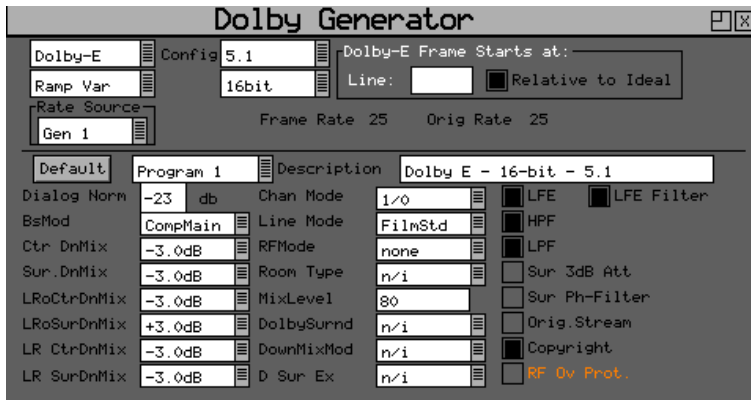 Dolby Generator
Dolby-E Config 5.1 Dolby-E Frame Starts at:
Ramp Var 16bit Line: Relative to Ideal
Rate Source
Gen 1 Frame Rate 25 Orig Rate 25
Default Program 1 Description Dolby E - 16-bit - 5.1
Dialog Norm -23 db Chan Mode 1/0 LFE LFE Filter
BsMod CompMain Line Mode FilmStd HPF
Ctr DnMix -3.0dB RFMode none LPF
Sur.DnMix -3.0dB Room Type n/i Sur 3dB Att
LRoCtrDnMix -3.0dB MixLevel 80 Sur Ph-Filter
LRoSurDnMix +3.0dB DolbySurnd n/i Orig.Stream
LR CtrDnMix -3.0dB DownMixMod n/i Copyright
LR SurDnMix -3.0dB D Sur Ex n/i RF Ov Prot.